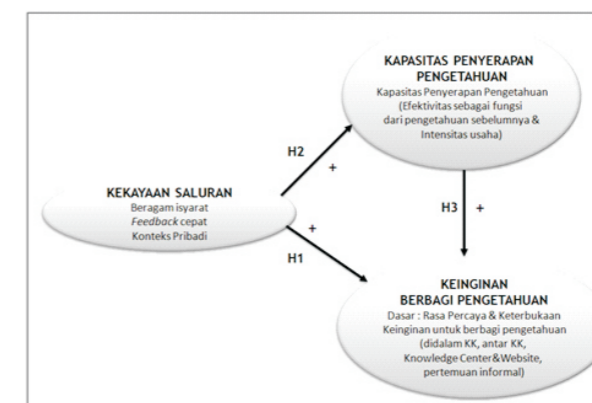 KAPASITAS PENYERAPAN
PENGETAHUAN
Kapasitas Penyerapan Pengetahuan
(Efektivitas sebagai fungsi
dari pengetahuan sebelumnya &
Intensitas usaha)
H2
+
KEKAYAAN SALURAN
Beragam isyarat
Feedback cepat
Konteks Pribadi
H3
+
+
H1
KEINGINAN
BERBAGI PENGETAHUAN
Dasar : Rasa Percaya & Keterbukaan
Keinginan untuk berbagi pengetahuan
(didalam KK, antar KK,
Knowledge Center&Website,
pertemuan informal)